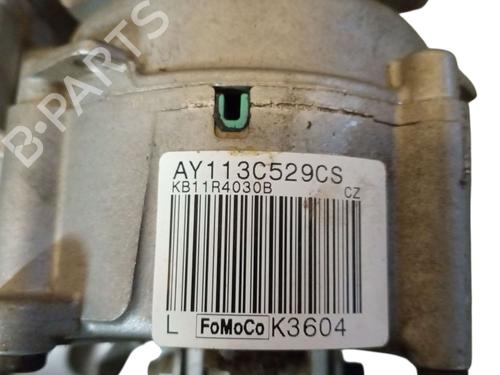 B-PARTS
AY113C529CS
KB11R4030B CZ
L FoMoCo K3604